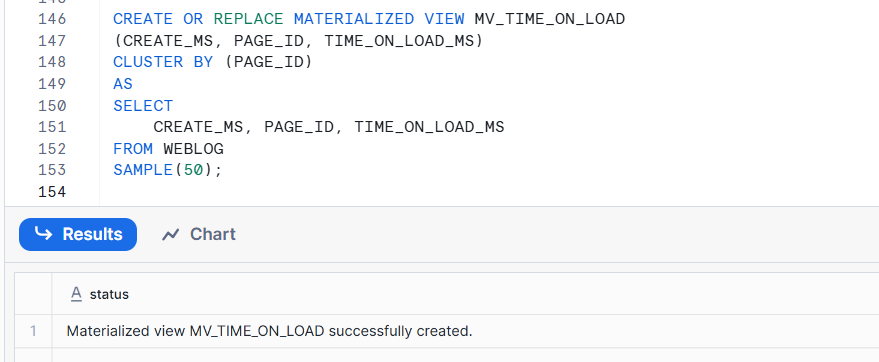 146 CREATE OR REPLACE MATERIALIZED VIEW MV_TIME_ON_LOAD
147 (CREATE_MS, PAGE_ID, TIME_ON_LOAD_MS)
148 CLUSTER BY (PAGE_ID)
149 AS
150 SELECT
151 CREATE_MS, PAGE_ID, TIME_ON_LOAD_MS
152 FROM WEBLOG
153 SAMPLE(50);
154
Results Chart
A status
1 Materialized view MV_TIME_ON_LOAD successfully created.